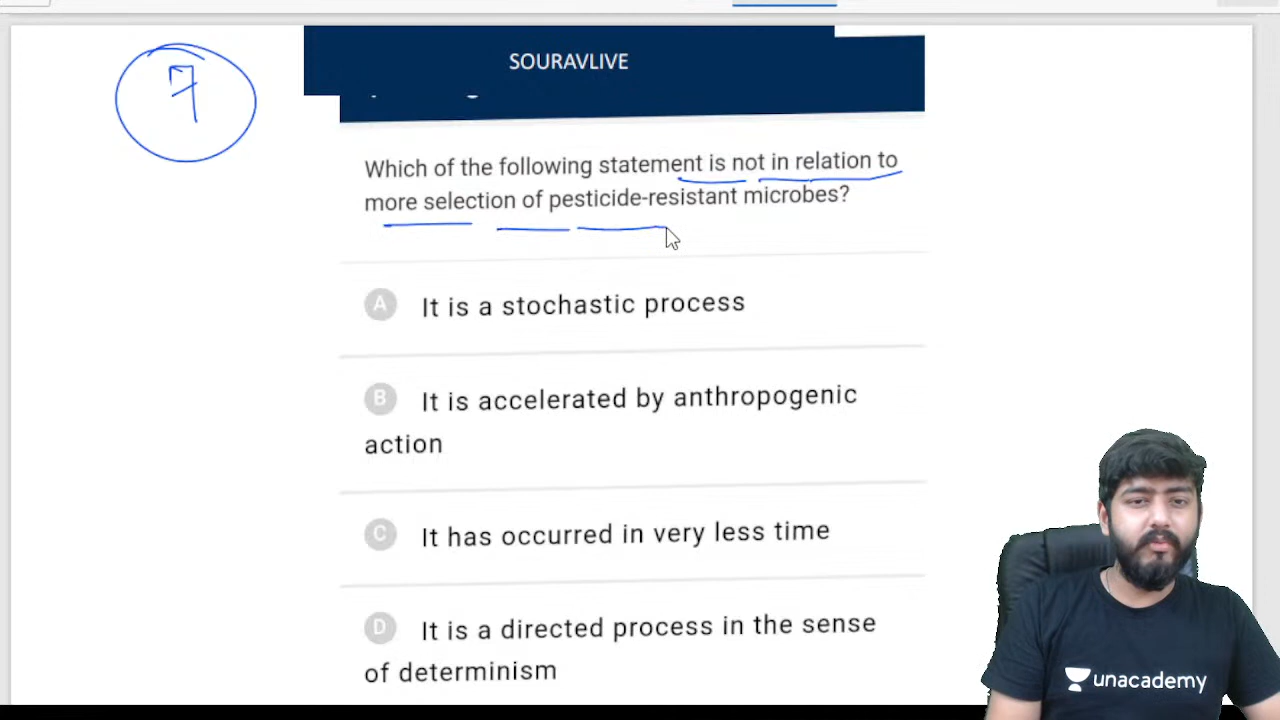 7
SOURAVLIVE
Which of the following statement is not in relation to
more selection of pesticide-resistant microbes?
A It is a stochastic process
B It is accelerated by anthropogenic
action
C It has occurred in very less time
D It is a directed process in the sense
of determinism
unacademy